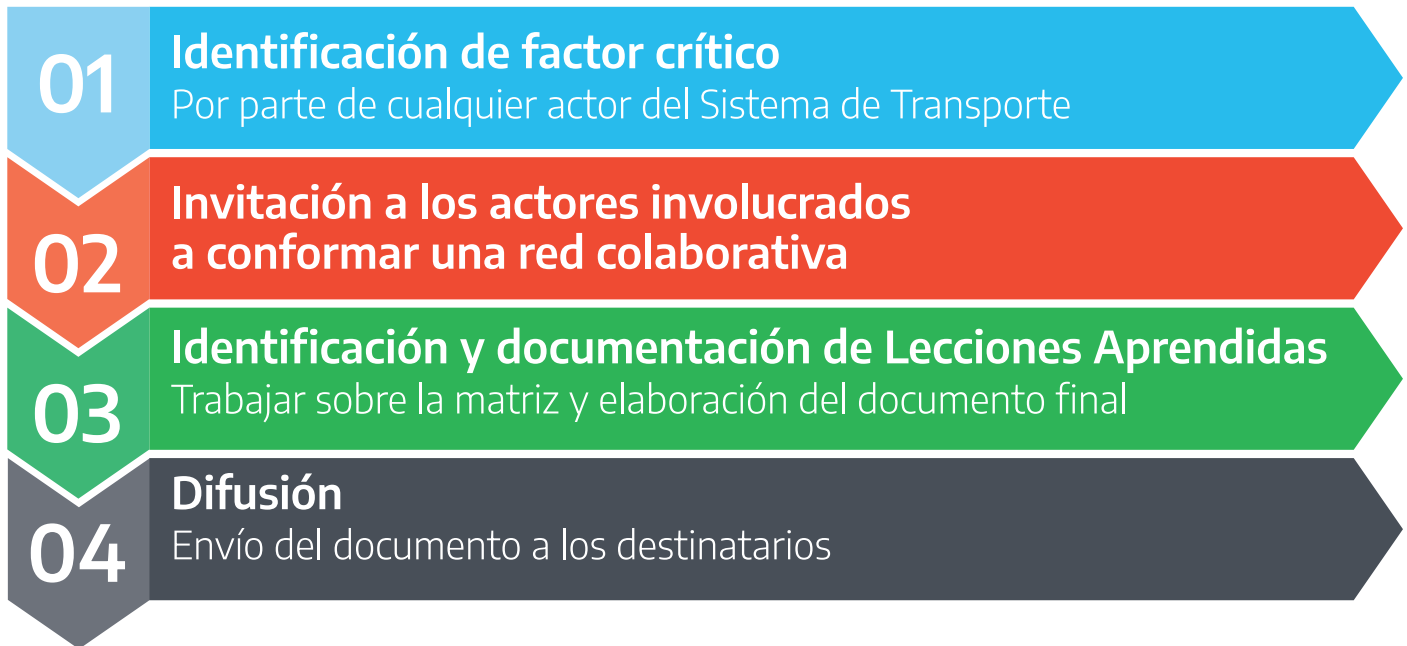 01
Identificación de factor crítico
Por parte de cualquier actor del Sistema de Transporte
02
Invitación a los actores involucrados
a conformar una red colaborativa
03
Identificación y documentación de Lecciones Aprendidas
Trabajar sobre la matriz y elaboración del documento final
04
Difusión
Envío del documento a los destinatarios